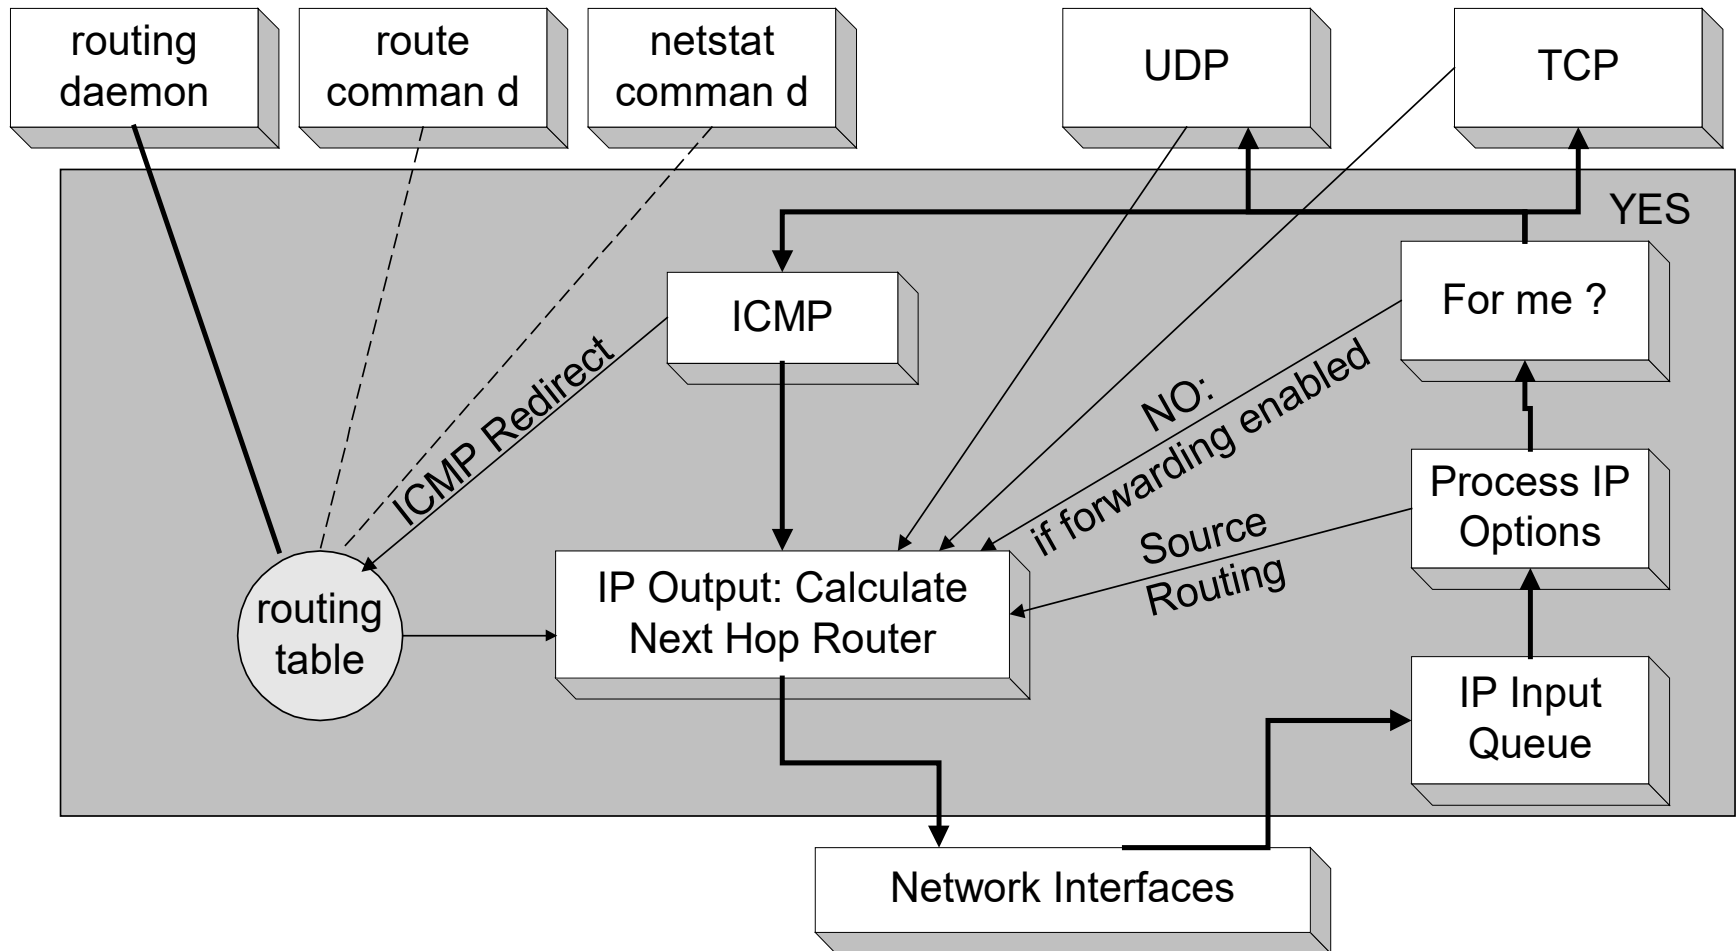 routing
daemon
route
comman d
netstat
comman d
UDP
TCP
YES
For me ?
ICMP
ICMP Redirect
NO:
if forwarding enabled
Process IP
Options
Source
Routing
IP Output: Calculate
Next Hop Router
routing
table
IP Input
Queue
Network Interfaces